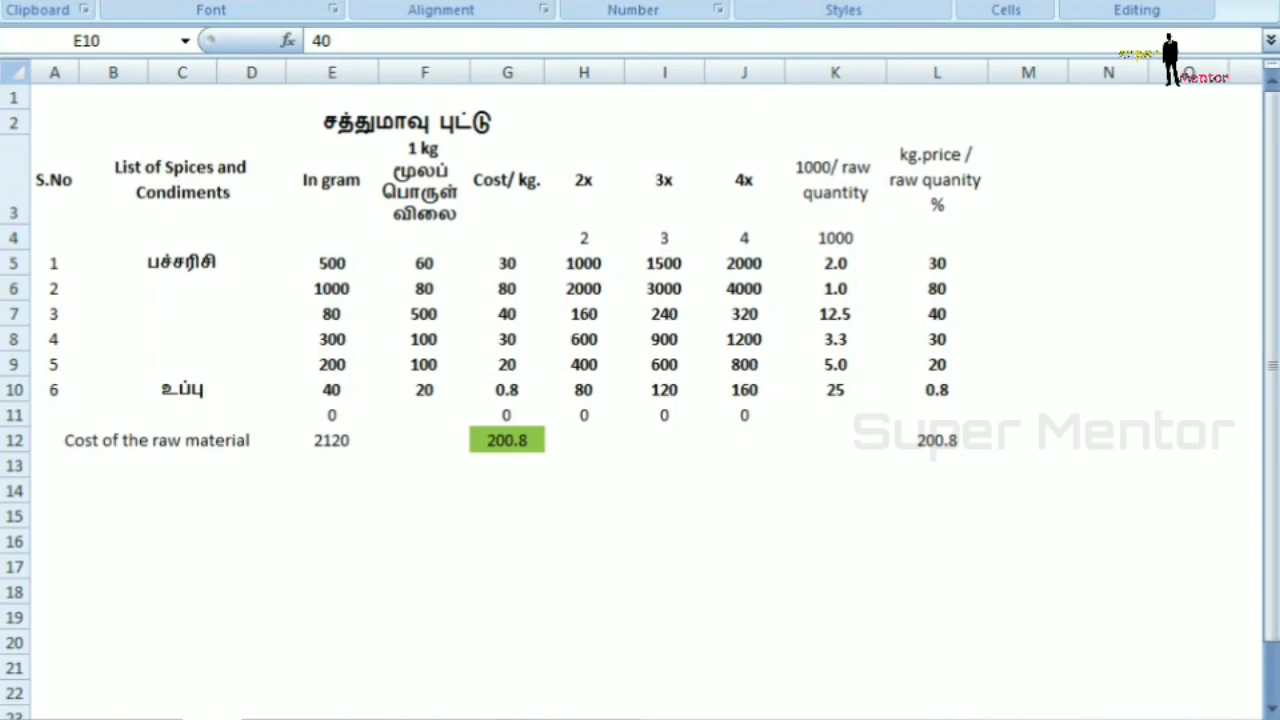 Clipboard Font Alignment Number Styles Cells Editing
E10 fx 40
mentor
A B C D E F G H I J K L M N
1
2 சத்துமாவு புட்டு
3 S.No List of Spices and Condiments In gram 1 kg மூலப் பொருள் விலை Cost/ kg. 2x 3x 4x 1000/ raw quantity kg.price / raw quanity %
4 2 3 4 1000
5 1 பச்சரிசி 500 60 30 1000 1500 2000 2.0 30
6 2 1000 80 80 2000 3000 4000 1.0 80
7 3 80 500 40 160 240 320 12.5 40
8 4 300 100 30 600 900 1200 3.3 30
9 5 200 100 20 400 600 800 5.0 20
10 6 உப்பு 40 20 0.8 80 120 160 25 0.8
11 0 0 0 0 0
Super Mentor
12 Cost of the raw material 2120 200.8 200.8
13
14
15
16
17
18
19
20
21
22
23